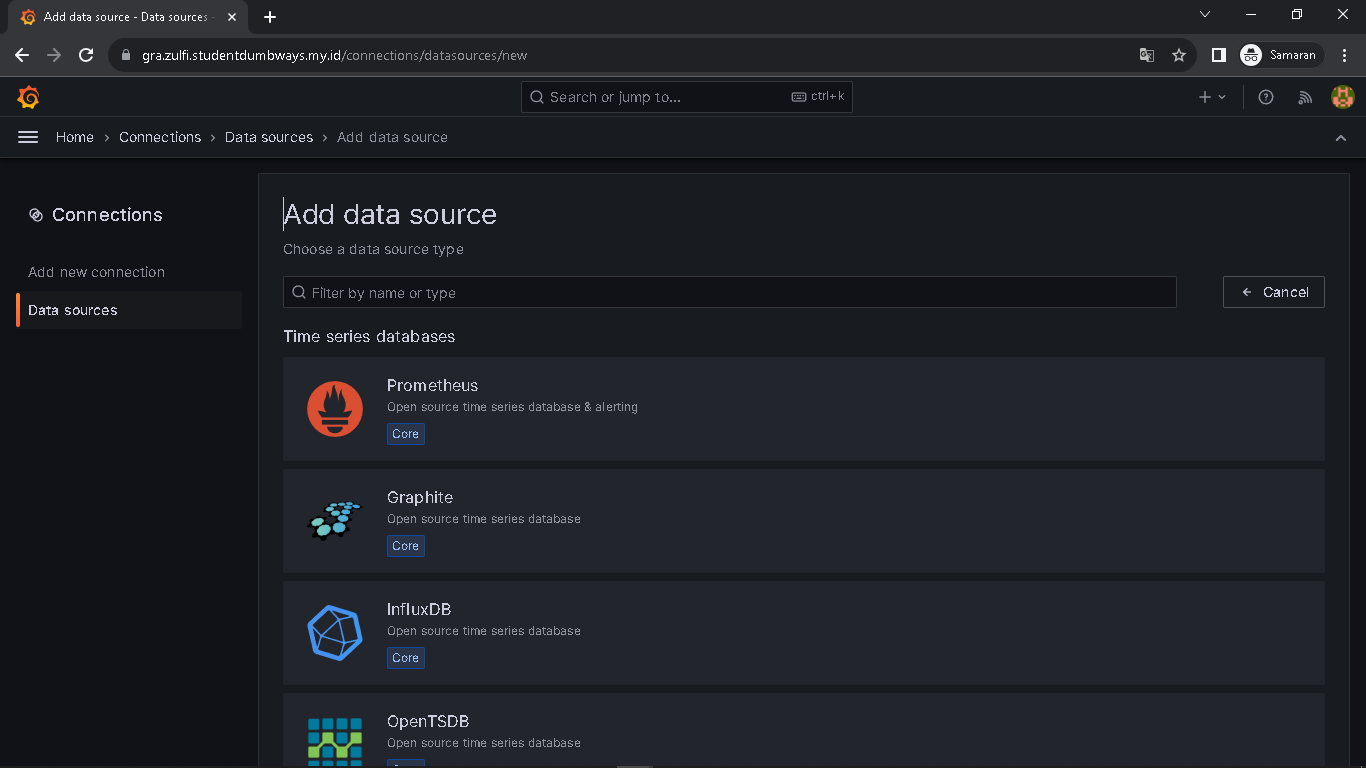 Add data source - Data sources -
gra.zulfi.studentdumbways.my.id/connections/datasources/new
Samaran
Search or jump to...
ctrl+k
Home › Connections › Data sources › Add data source
Connections
Add new connection
Data sources
Add data source
Choose a data source type
Filter by name or type
Cancel
Time series databases
Prometheus
Open source time series database & alerting
Core
Graphite
Open source time series database
Core
InfluxDB
Open source time series database
Core
OpenTSDB
Open source time series database